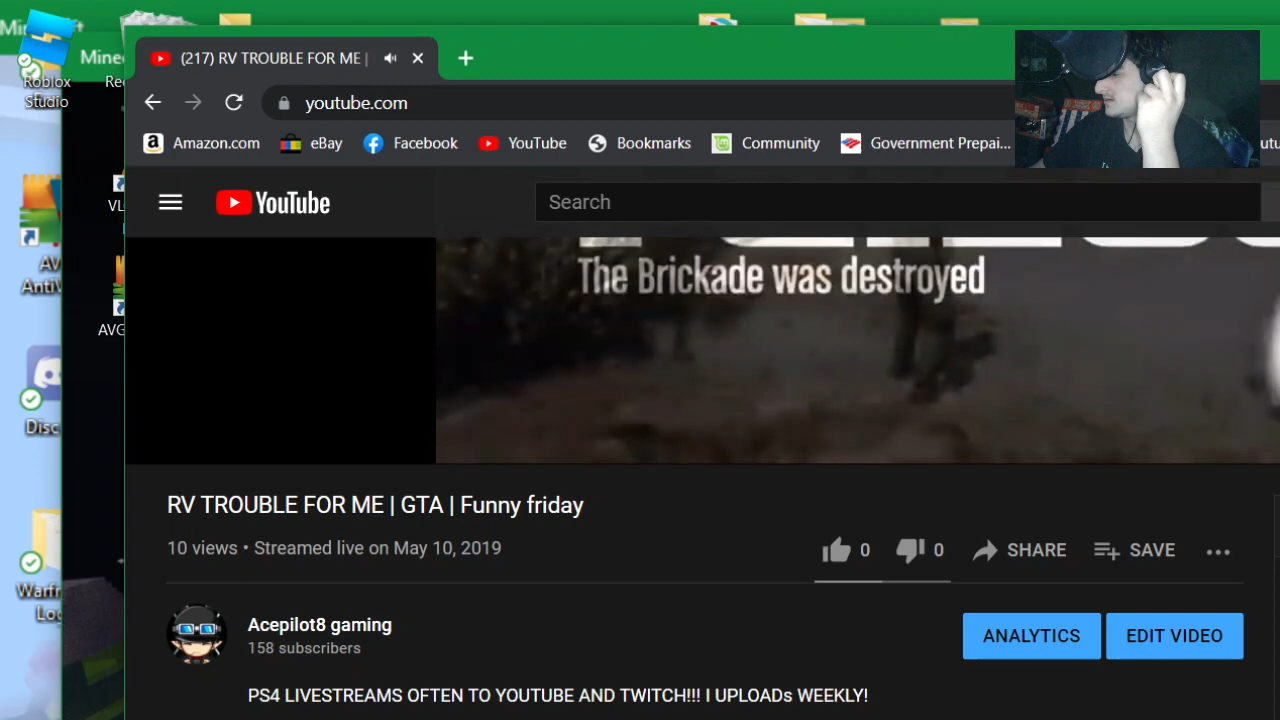 Roblox
Studio
Mine
(217) RV TROUBLE FOR ME |
youtube.com
Amazon.com eBay Facebook YouTube Bookmarks Community Government Prepai...
YouTube
Search
The Brickade was destroyed
AVG
Disc
RV TROUBLE FOR ME | GTA | Funny friday
10 views • Streamed live on May 10, 2019
0 0 SHARE SAVE
Acepilot8 gaming
158 subscribers
ANALYTICS EDIT VIDEO
PS4 LIVESTREAMS OFTEN TO YOUTUBE AND TWITCH!!! I UPLOADs WEEKLY!